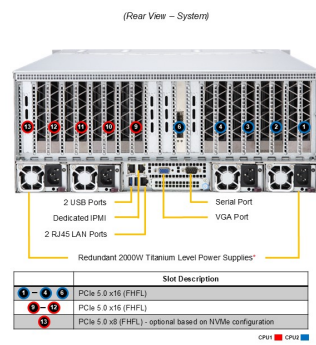 (Rear View – System)
13 12 11 10 9 6 4 3 2 1
2 USB Ports
Serial Port
Dedicated IPMI
VGA Port
2 RJ45 LAN Ports
Redundant 2000W Titanium Level Power Supplies*
Slot Description
1 – 4 6 PCIe 5.0 x16 (FHFL)
9 – 12 PCIe 5.0 x16 (FHFL)
13 PCIe 5.0 x8 (FHFL) - optional based on NVMe configuration
CPU1 CPU2